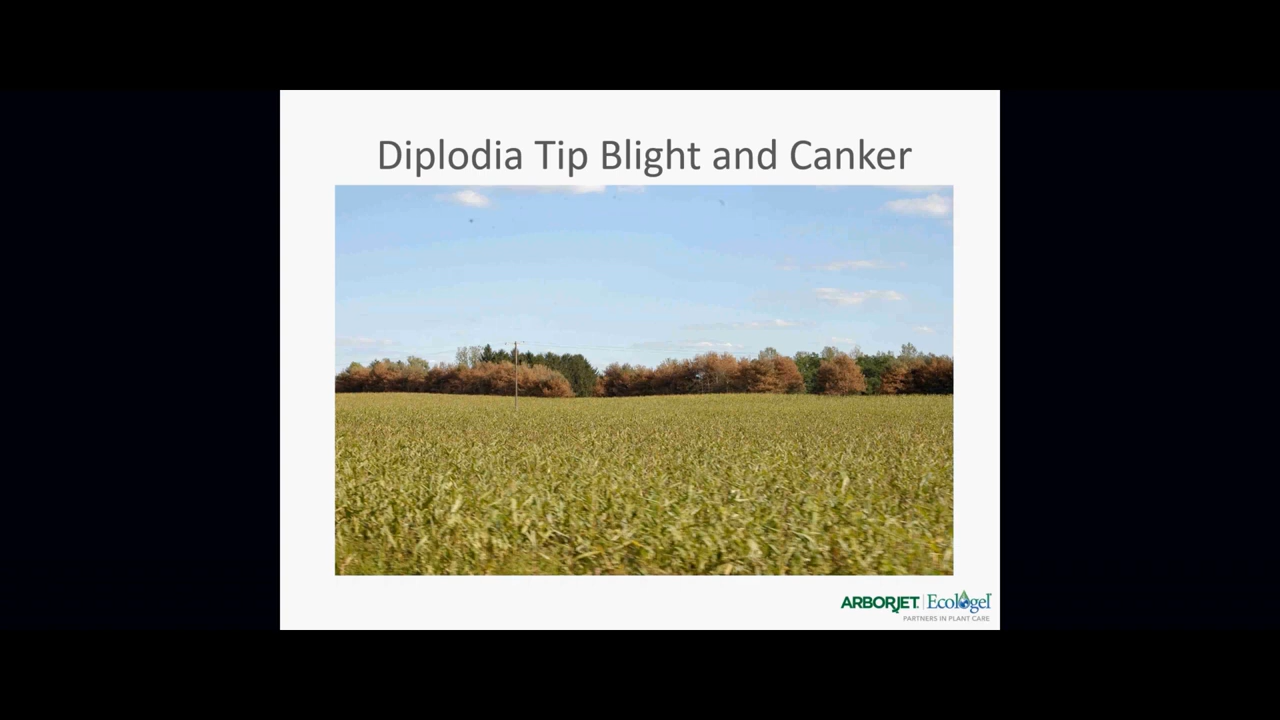 Diplodia Tip Blight and Canker
ARBORJET | Ecologel
PARTNERS IN PLANT CARE